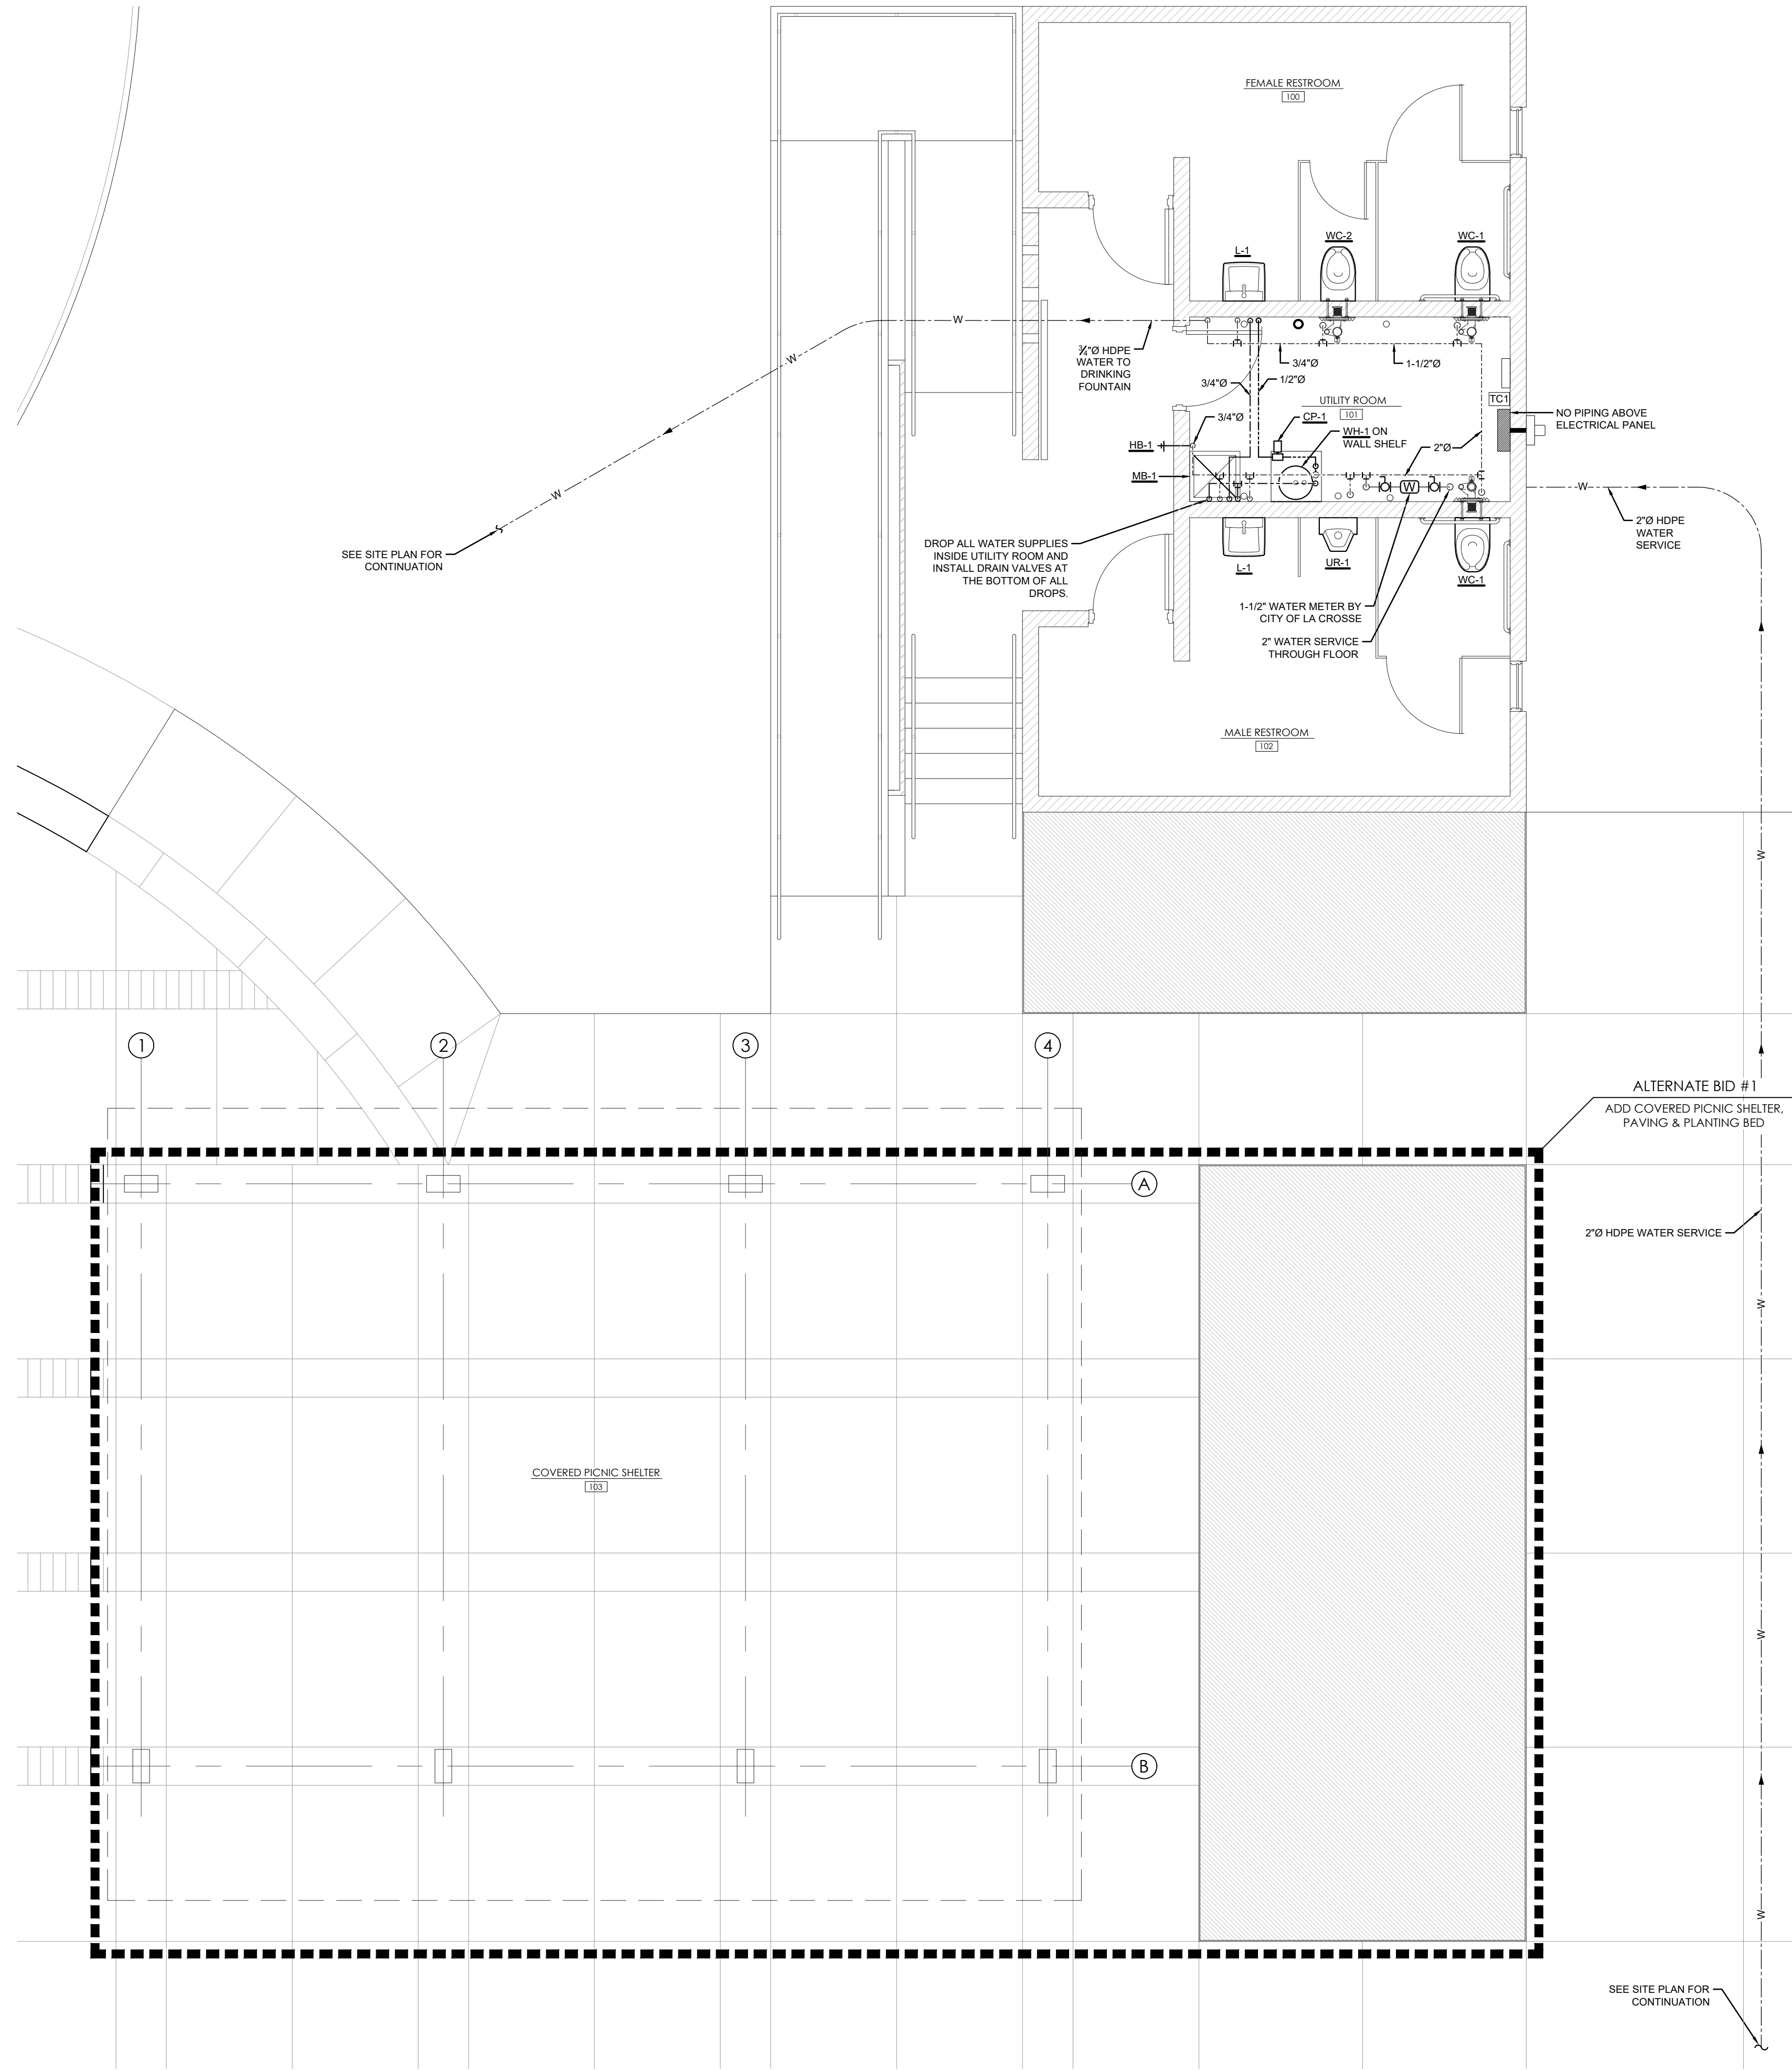 FEMALE RESTROOM
100
WC-2
WC-1
L-1
W
W
W
¾"Ø HDPE
WATER TO
DRINKING
FOUNTAIN
3/4"Ø
1-1/2"Ø
3/4"Ø
1/2"Ø
UTILITY ROOM
101
TC1
NO PIPING ABOVE
ELECTRICAL PANEL
3/4"Ø
CP-1
WH-1 ON
WALL SHELF
HB-1
2"Ø
MB-1
W
W
2"Ø HDPE
WATER
SERVICE
SEE SITE PLAN FOR
CONTINUATION
DROP ALL WATER SUPPLIES
INSIDE UTILITY ROOM AND
INSTALL DRAIN VALVES AT
THE BOTTOM OF ALL
DROPS.
L-1
UR-1
WC-1
1-1/2" WATER METER BY
CITY OF LA CROSSE
2" WATER SERVICE
THROUGH FLOOR
MALE RESTROOM
102
W
1
2
3
4
ALTERNATE BID #1
ADD COVERED PICNIC SHELTER,
PAVING & PLANTING BED
A
2"Ø HDPE WATER SERVICE
W
COVERED PICNIC SHELTER
103
W
B
W
SEE SITE PLAN FOR
CONTINUATION